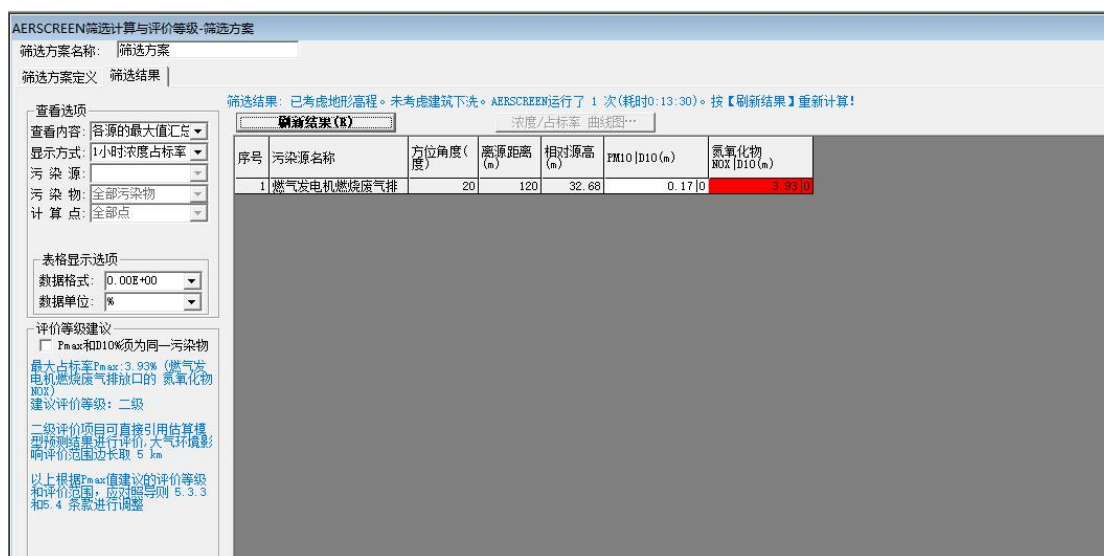 AERSCREEN筛选计算与评价等级-筛选方案
筛选方案名称: 筛选方案
筛选方案定义 筛选结果
筛选结果: 已考虑地形高程。未考虑建筑下洗。AERSCREEN运行了 1 次(耗时0:13:30)。按【刷新结果】重新计算!
查看选项
查看内容: 各源的最大值汇总
显示方式: 1小时浓度占标率
污 染 源:
污 染 物: 全部污染物
计 算 点: 全部点
表格显示选项
数据格式: 0.00E+00
数据单位: %
评价等级建议
Pmax和D10%须为同一污染物
最大占标率Pmax:3.93% (燃气发
电机燃烧废气排放口的 氮氧化物
NOX)
建议评价等级: 二级
二级评价项目可直接引用估算模
型预测结果进行评价,大气环境影
响评价范围边长取 5 km
以上根据Pmax值建议的评价等级
和评价范围, 应对照导则 5.3.3
和5.4 条款进行调整
刷新结果(R) 浓度/占标率 曲线图…
序号 污染源名称 方位角度(度) 离源距离(m) 相对源高(m) PM10|D10(m) 氮氧化物NOX|D10(m)
1 燃气发电机燃烧废气排 20 120 32.68 0.17|0 3.93|0